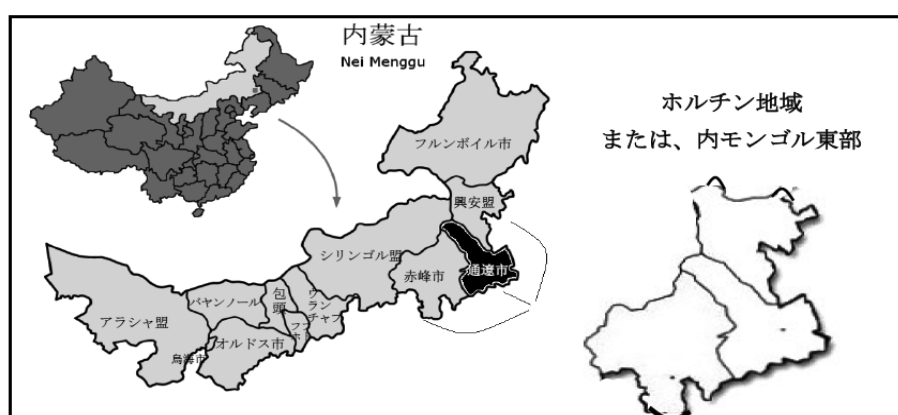 内蒙古
Nei Menggu
フルンボイル市
興安盟
シリンゴル盟
通遼市
赤峰市
バヤンノール
包頭
ウランチャブ
フフホ
アラシャ盟
烏海市
オルドス市
ホルチン地域
または、内モンゴル東部